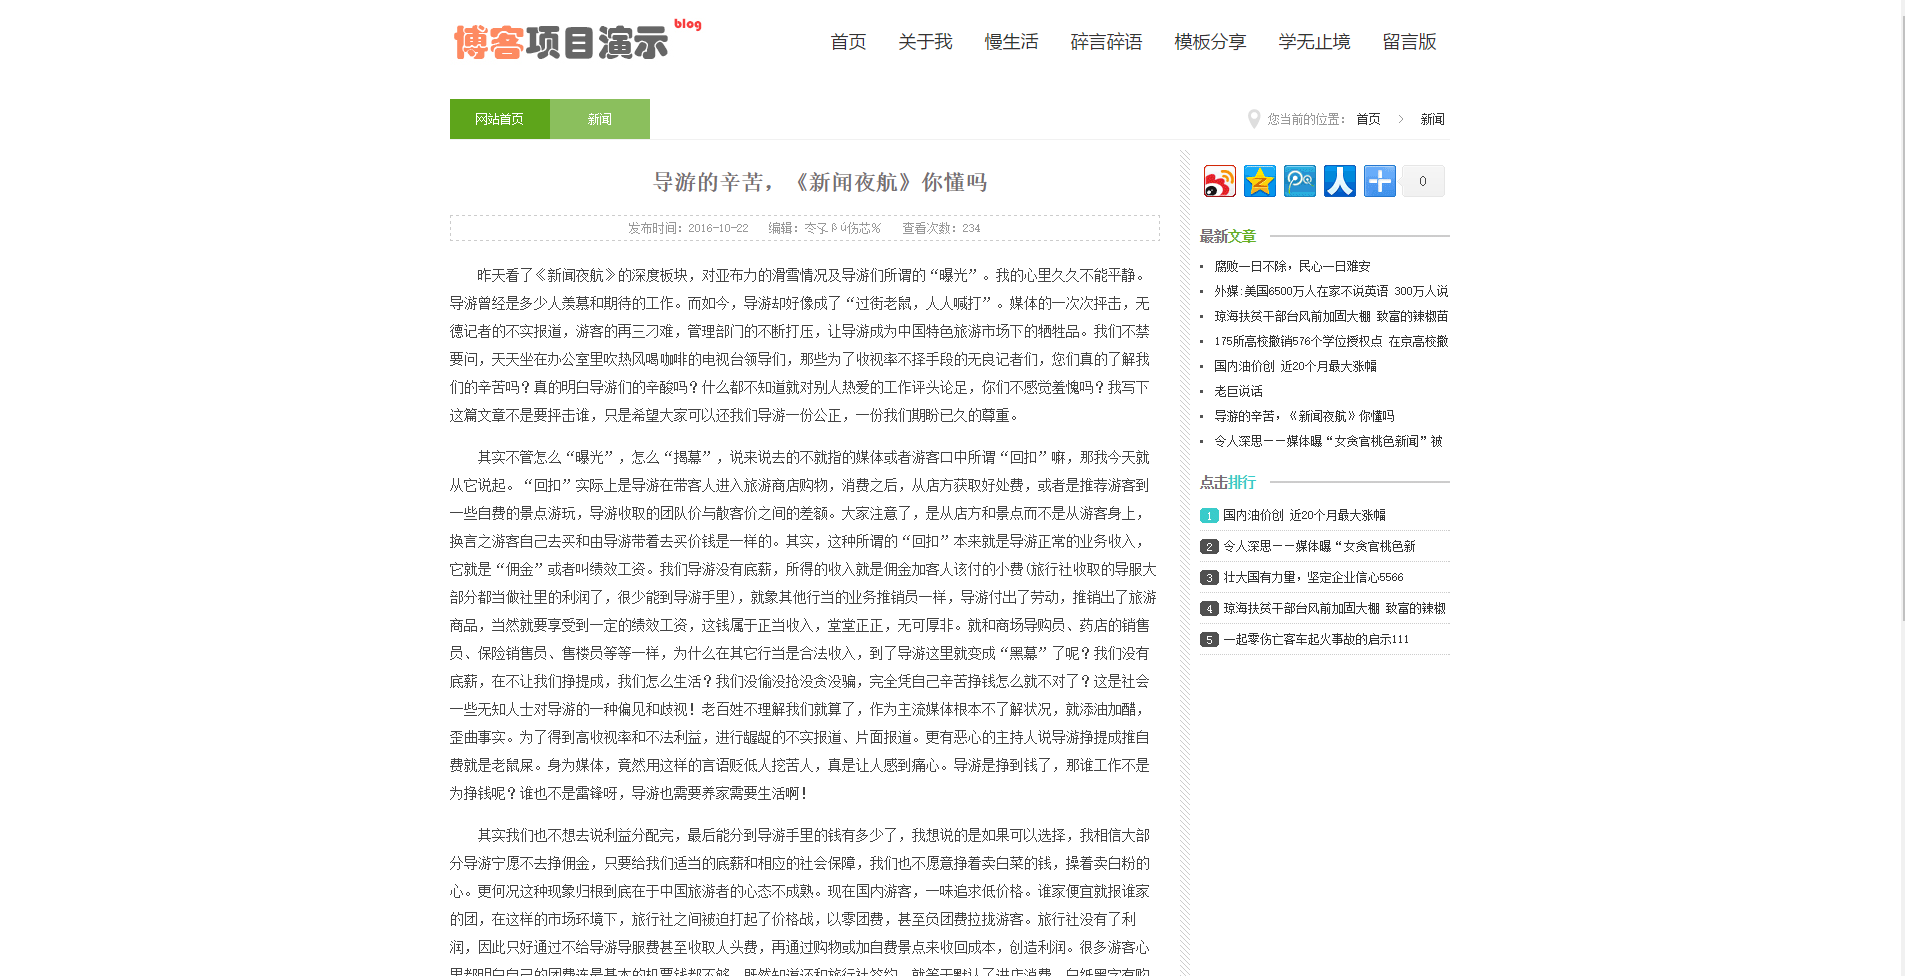 博客项目演示 blog
首页 关于我 慢生活 碎言碎语 模板分享 学无止境 留言版
网站首页 新闻
您当前的位置： 首页 > 新闻
导游的辛苦，《新闻夜航》你懂吗
发布时间：2016-10-22 编辑： 查看次数：234
昨天看了《新闻夜航》的深度板块，对亚布力的滑雪情况及导游们所谓的“曝光”。我的心里久久不能平静。
导游曾经是多少人羡慕和期待的工作。而如今，导游却好像成了“过街老鼠，人人喊打”。媒体的一次次抨击，无
德记者的不实报道，游客的再三刁难，管理部门的不断打压，让导游成为中国特色旅游市场下的牺牲品。我们不禁
要问，天天坐在办公室里吹热风喝咖啡的电视台领导们，那些为了收视率不择手段的无良记者们，您们真的了解我
们的辛苦吗？真的明白导游们的辛酸吗？什么都不知道就对别人热爱的工作评头论足，你们不感觉羞愧吗？我写下
这篇文章不是要抨击谁，只是希望大家可以还我们导游一份公正，一份我们期盼已久的尊重。
其实不管怎么“曝光”，怎么“揭幕”，说来说去的不就指的媒体或者游客口中所谓“回扣”嘛，那我今天就
从它说起。“回扣”实际上是导游在带客人进入旅游商店购物，消费之后，从店方获取好处费，或者是推荐游客到
一些自费的景点游玩，导游收取的团队价与散客价之间的差额。大家注意了，是从店方和景点而不是从游客身上，
换言之游客自己去买和由导游带着去买价钱是一样的。其实，这种所谓的“回扣”本来就是导游正常的业务收入，
它就是“佣金”或者叫绩效工资。我们导游没有底薪，所得的收入就是佣金加客人该付的小费(旅行社收取的导服大
部分都当做社里的利润了，很少能到导游手里)，就象其他行当的业务推销员一样，导游付出了劳动，推销出了旅游
商品，当然就要享受到一定的绩效工资，这钱属于正当收入，堂堂正正，无可厚非。就和商场导购员、药店的销售
员、保险销售员、售楼员等等一样，为什么在其它行当是合法收入，到了导游这里就变成“黑幕”了呢？我们没有
底薪，在不让我们挣提成，我们怎么生活？我们没偷没抢没贪没骗，完全凭自己辛苦挣钱怎么就不对了？这是社会
一些无知人士对导游的一种偏见和歧视！老百姓不理解我们就算了，作为主流媒体根本不了解状况，就添油加醋，
歪曲事实。为了得到高收视率和不法利益，进行龌龊的不实报道、片面报道。更有恶心的主持人说导游挣提成推自
费就是老鼠屎。身为媒体，竟然用这样的言语贬低人挖苦人，真是让人感到痛心。导游是挣到钱了，那谁工作不是
为挣钱呢？谁也不是雷锋呀，导游也需要养家需要生活啊！
其实我们也不想去说利益分配完，最后能分到导游手里的钱有多少了，我想说的是如果可以选择，我相信大部
分导游宁愿不去挣佣金，只要给我们适当的底薪和相应的社会保障，我们也不愿意挣着卖白菜的钱，操着卖白粉的
心。更何况这种现象归根到底在于中国旅游者的心态不成熟。现在国内游客，一味追求低价格。谁家便宜就报谁家
的团，在这样的市场环境下，旅行社之间被迫打起了价格战，以零团费，甚至负团费拉拢游客。旅行社没有了利
润，因此只好通过不给导游导服费甚至收取人头费，再通过购物或加自费景点来收回成本，创造利润。很多游客心
里都明白自己的团费连最基本的机票钱都不够，既然知道还和旅行社签约，就等于默认了进店消费。白纸黑字有购
0
最新文章
腐败一日不除，民心一日难安
外媒:美国6500万人在家不说英语 300万人说
琼海扶贫干部台风前加固大棚 致富的辣椒苗
175所高校撤销576个学位授权点 在京高校撤
国内油价创 近20个月最大涨幅
老巨说话
导游的辛苦，《新闻夜航》你懂吗
令人深思——媒体曝“女贪官桃色新闻”被
点击排行
1 国内油价创 近20个月最大涨幅
2 令人深思——媒体曝“女贪官桃色新
3 壮大国有力量，坚定企业信心5566
4 琼海扶贫干部台风前加固大棚 致富的辣椒
5 一起零伤亡客车起火事故的启示111